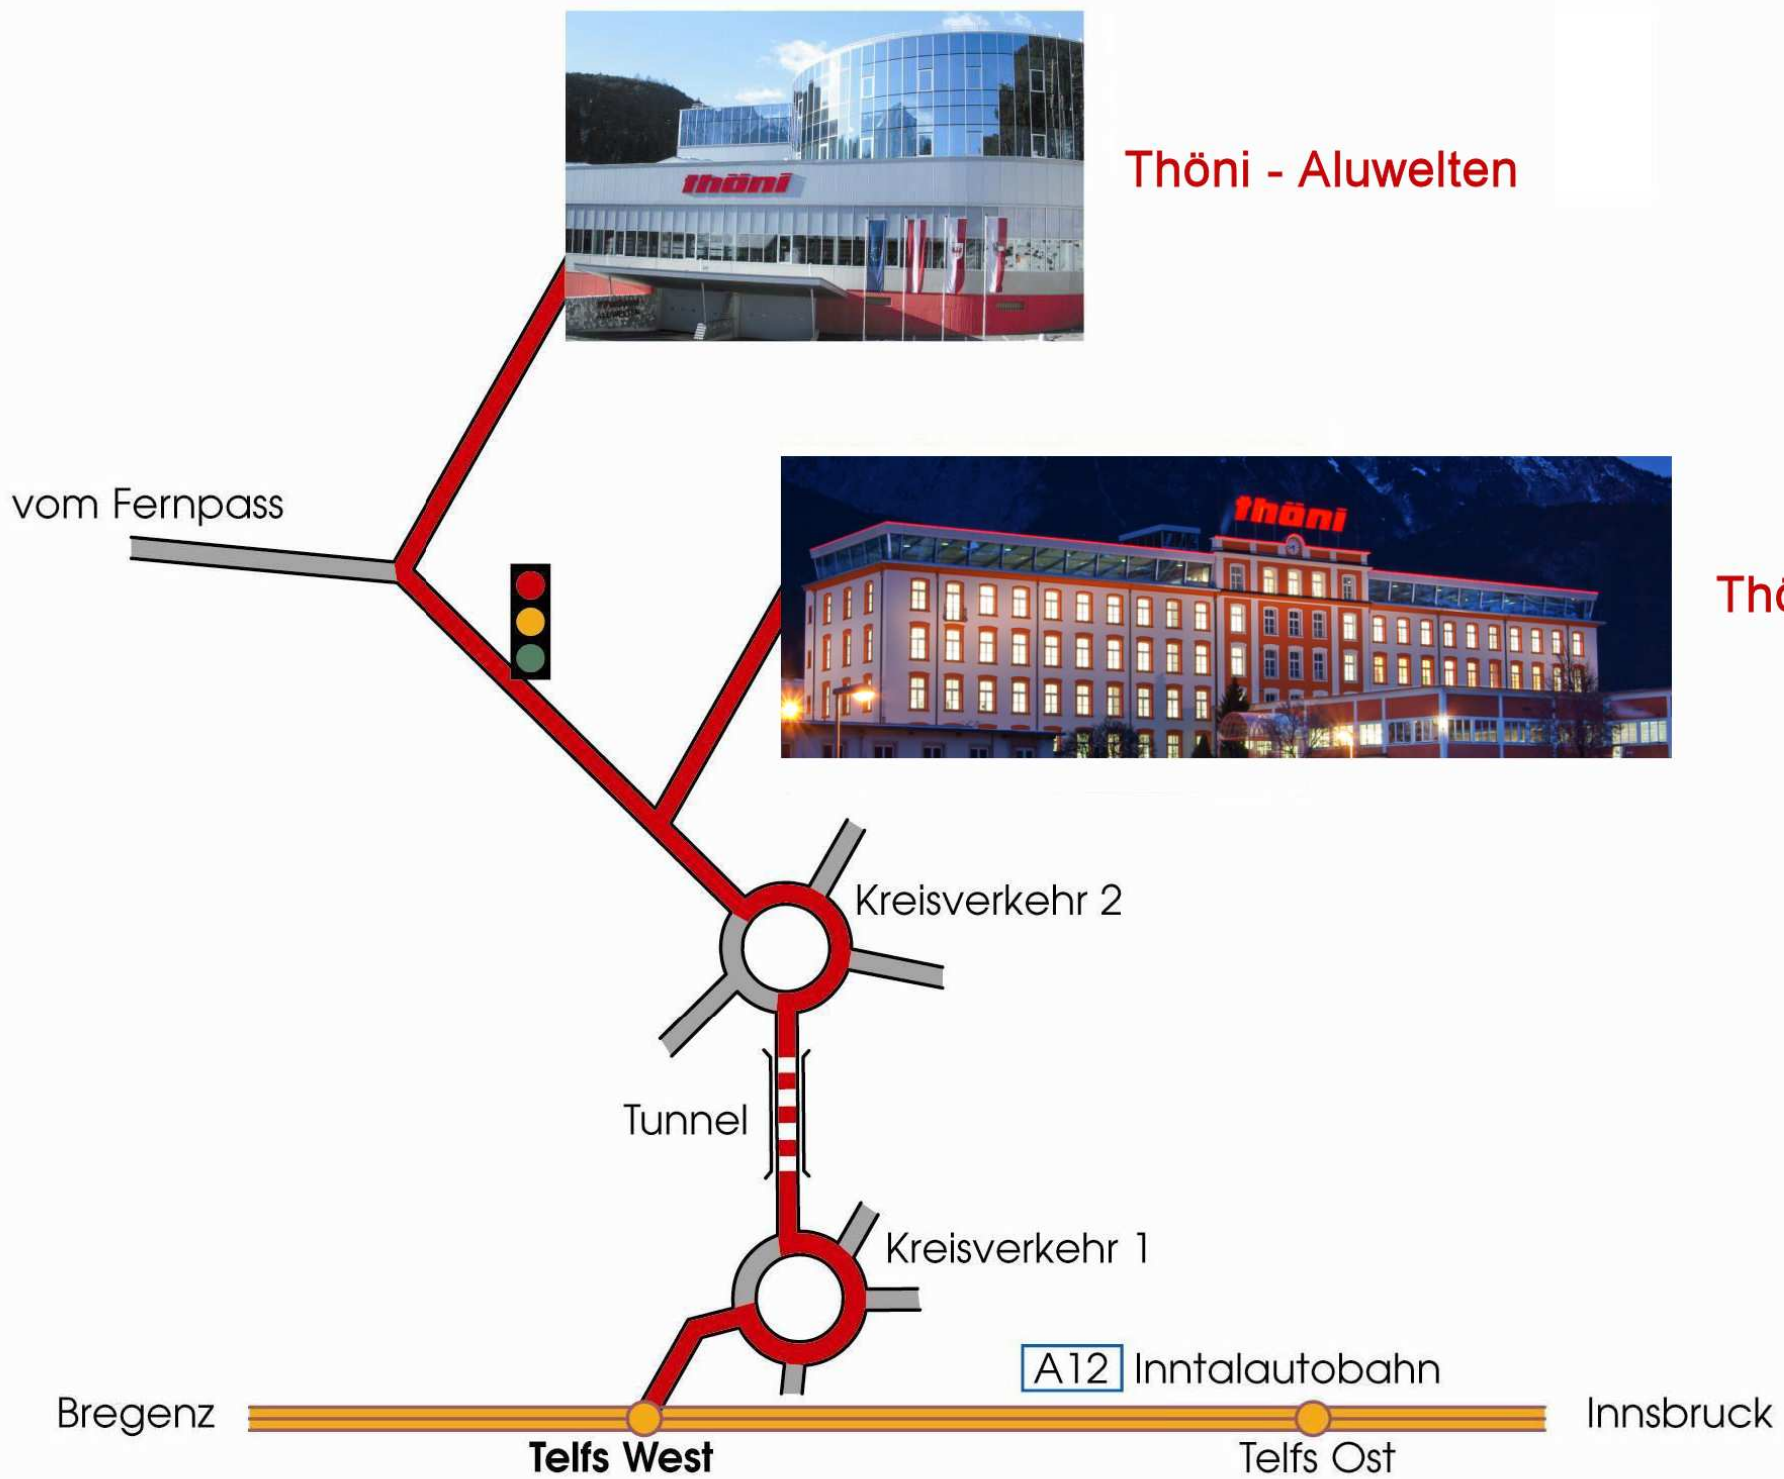 thöni
Thöni - Aluwelten
vom Fernpass
thöni
Thö
Kreisverkehr 2
Tunnel
Kreisverkehr 1
A12 Inntalautobahn
Bregenz
Innsbruck
Telfs West
Telfs Ost